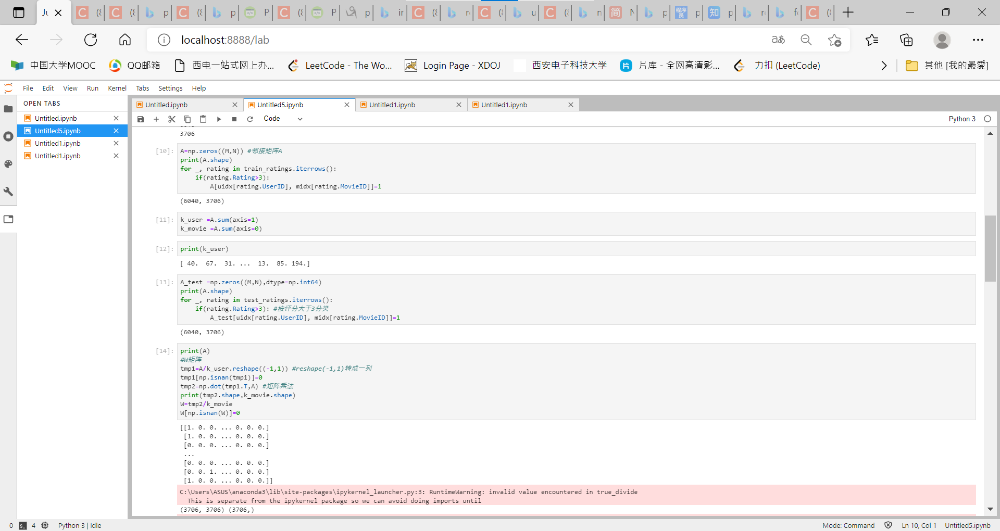 Ju
localhost:8888/lab
中国大学MOOC
QQ邮箱
西电一站式网上办...
LeetCode - The Wo...
Login Page - XDOJ
西安电子科技大学
片库 - 全网高清影...
力扣 (LeetCode)
其他 [我的最愛]
File Edit View Run Kernel Tabs Settings Help
OPEN TABS
Untitled.ipynb
Untitled5.ipynb
Untitled1.ipynb
Untitled1.ipynb
Untitled.ipynb
Untitled5.ipynb
Untitled1.ipynb
Untitled1.ipynb
Code
Python 3
3706
[10]:
A=np.zeros((M,N)) #邻接矩阵A
print(A.shape)
for _, rating in train_ratings.iterrows():
    if(rating.Rating>3):
        A[uidx[rating.UserID], midx[rating.MovieID]]=1
(6040, 3706)
[11]:
k_user =A.sum(axis=1)
k_movie =A.sum(axis=0)
[12]:
print(k_user)
[ 40.  67.  31. ...  13.  85. 194.]
[13]:
A_test =np.zeros((M,N),dtype=np.int64)
print(A.shape)
for _, rating in test_ratings.iterrows():
    if(rating.Rating>3): #按评分大于3分类
        A_test[uidx[rating.UserID], midx[rating.MovieID]]=1
(6040, 3706)
[14]:
print(A)
#W矩阵
tmp1=A/k_user.reshape((-1,1)) #reshape(-1,1)转成一列
tmp1[np.isnan(tmp1)]=0
tmp2=np.dot(tmp1.T,A) #矩阵乘法
print(tmp2.shape,k_movie.shape)
W=tmp2/k_movie
W[np.isnan(W)]=0
[[1. 0. 0. ... 0. 0. 0.]
 [1. 0. 0. ... 0. 0. 0.]
 [0. 0. 0. ... 0. 0. 0.]
 ...
 [0. 0. 0. ... 0. 0. 0.]
 [0. 0. 1. ... 0. 0. 0.]
 [1. 0. 0. ... 0. 0. 0.]]
C:\Users\ASUS\anaconda3\lib\site-packages\ipykernel_launcher.py:3: RuntimeWarning: invalid value encountered in true_divide
  This is separate from the ipykernel package so we can avoid doing imports until
(3706, 3706) (3706,)
0
4
Python 3 | Idle
Mode: Command
Ln 10, Col 1
Untitled5.ipynb